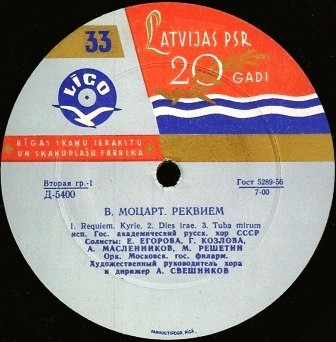 33
LATVIJAS PSR
20 GADI
LĪGO
RĪGAS SKAŅU IERAKSTU
UN SKAŅUPLAŠU FABRIKA
Вторая гр.-1
Д-5400
Гост 5289-56
7-00
В. МОЦАРТ. РЕКВИЕМ
1. Requiem. Kyrie, 2. Dies irae. 3. Tuba mirum
исп. Гос. академический русск. хор СССР
Солисты: Е. ЕГОРОВА, Г. КОЗЛОВА,
А. МАСЛЕННИКОВ, М. РЕШЕТИН
Орк. Московск. гос. филарм.
Художественный руководитель хора
и дирижер А. СВЕШНИКОВ